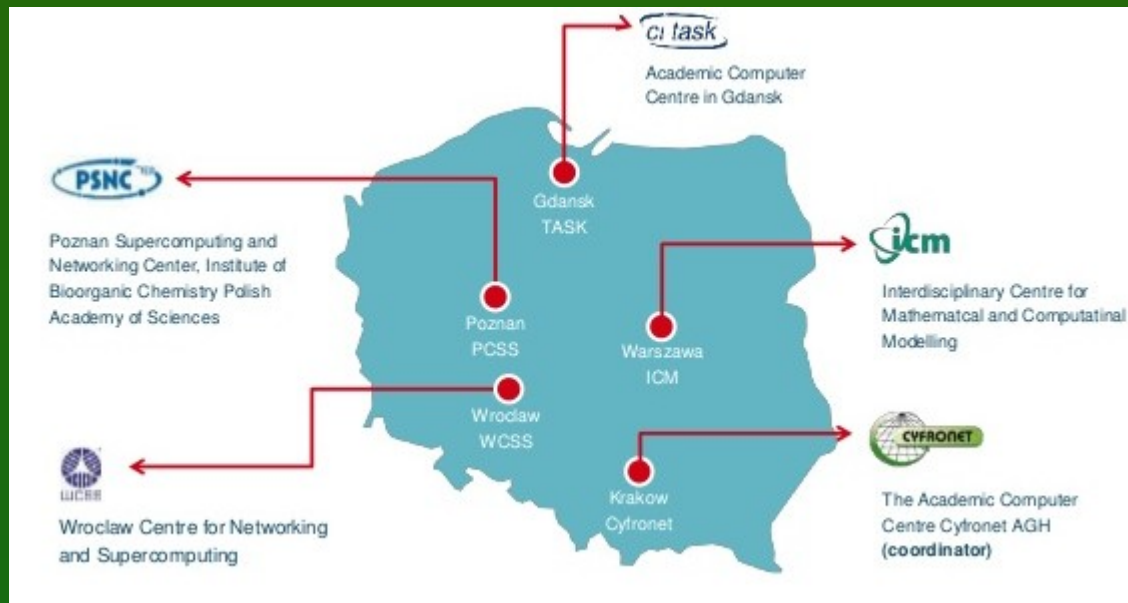 ci task
Academic Computer
Centre in Gdansk
PSNC
Poznan Supercomputing and
Networking Center, Institute of
Bioorganic Chemistry Polish
Academy of Sciences
Gdansk
TASK
icm
Interdisciplinary Centre for
Mathematcal and Computatinal
Modelling
Poznan
PCSS
Warszawa
ICM
Wroclaw
WCSS
WCSS
Wroclaw Centre for Networking
and Supercomputing
Krakow
Cyfronet
CYFRONET
The Academic Computer
Centre Cyfronet AGH
(coordinator)